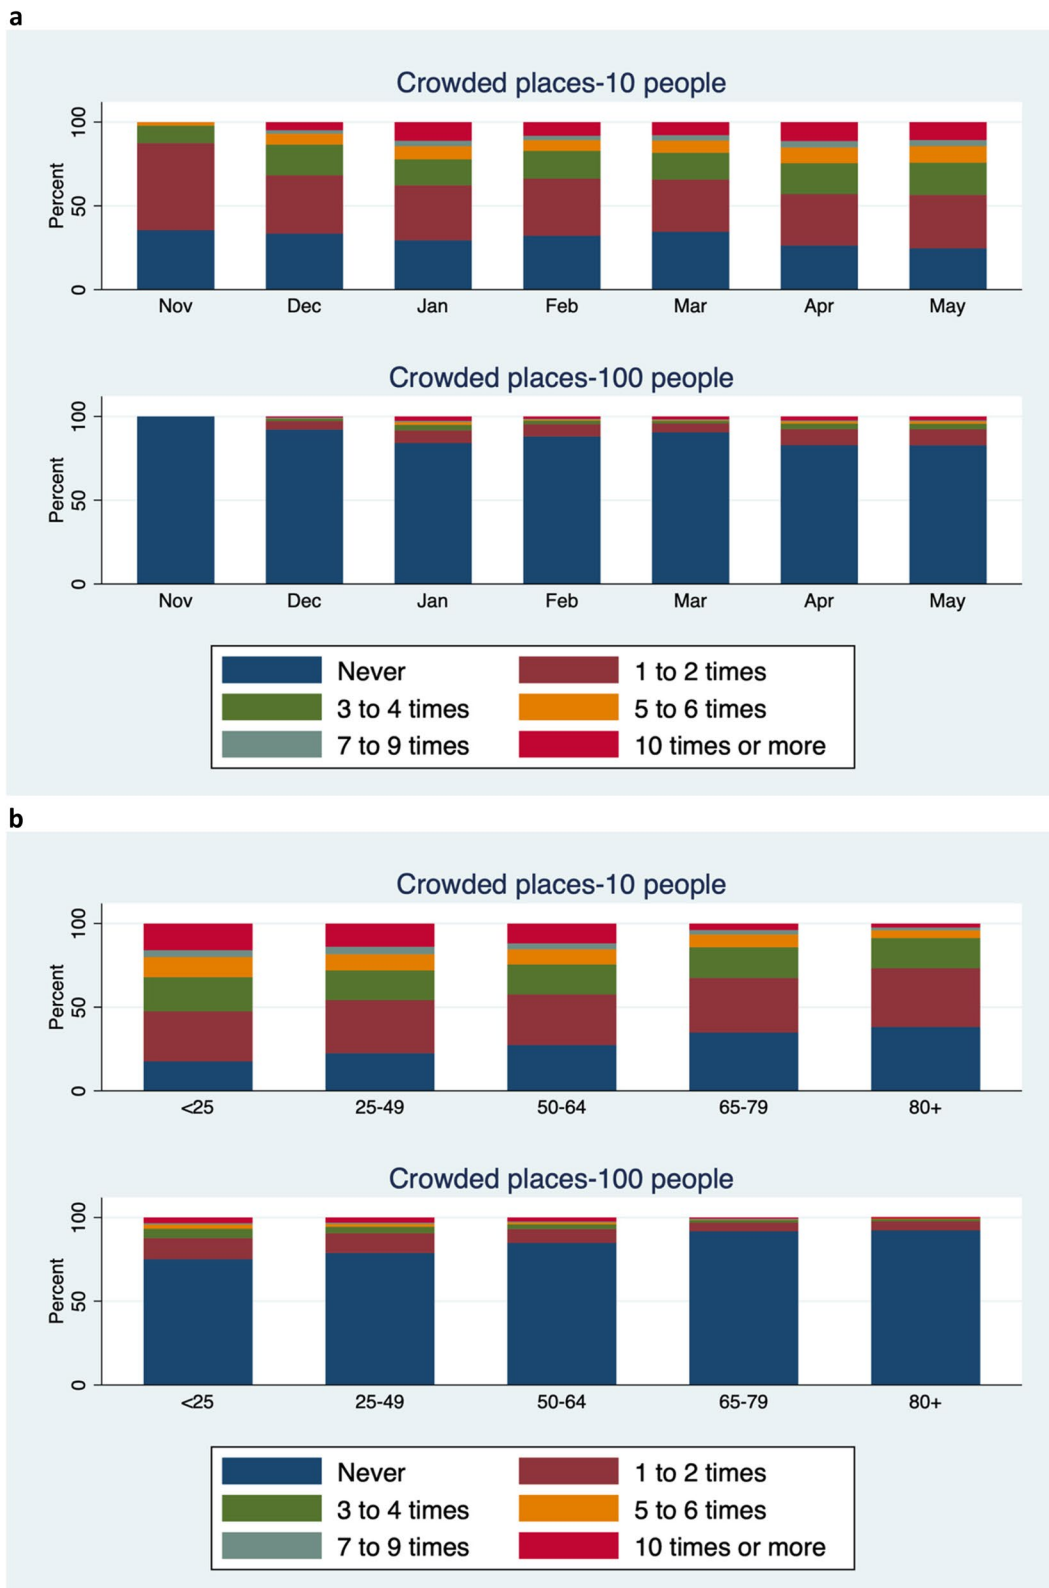 a
Crowded places-10 people
Percent
100
50
0
Nov Dec Jan Feb Mar Apr May
Crowded places-100 people
Percent
100
50
0
Nov Dec Jan Feb Mar Apr May
Never 1 to 2 times
3 to 4 times 5 to 6 times
7 to 9 times 10 times or more
b
Crowded places-10 people
Percent
100
50
0
<25 25-49 50-64 65-79 80+
Crowded places-100 people
Percent
100
50
0
<25 25-49 50-64 65-79 80+
Never 1 to 2 times
3 to 4 times 5 to 6 times
7 to 9 times 10 times or more